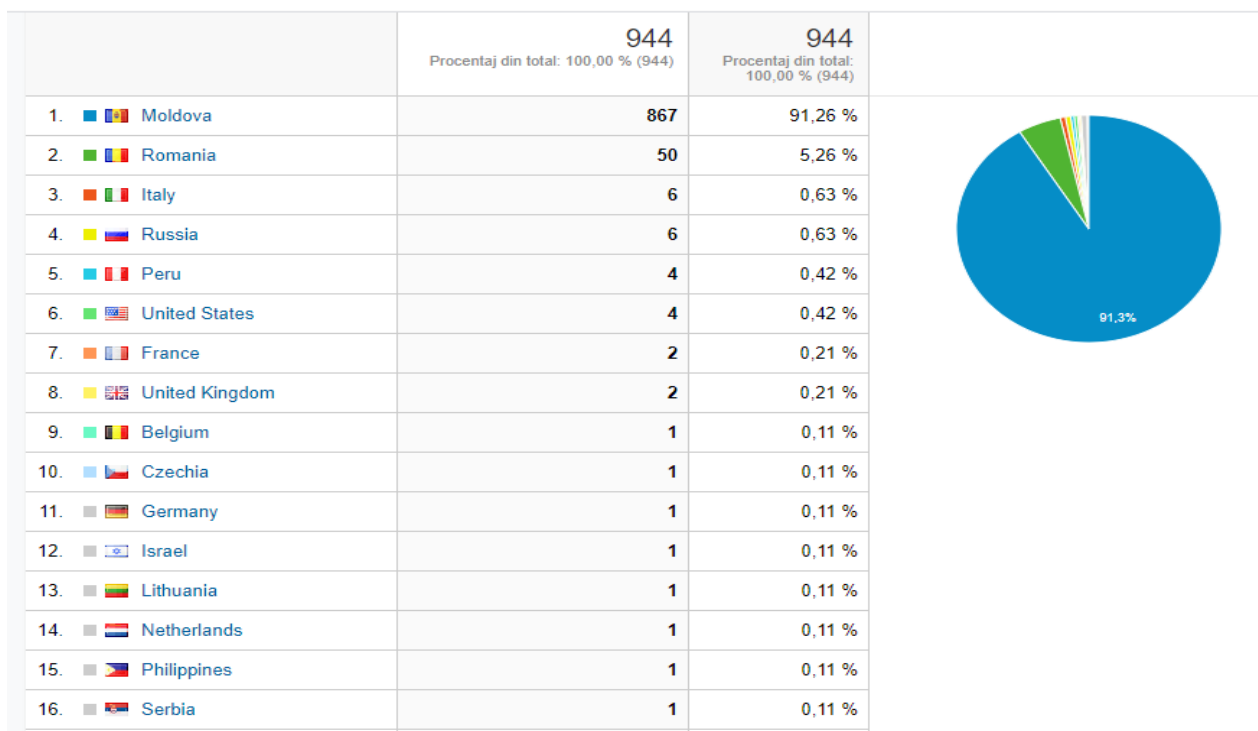 944 944
Procentaj din total: 100,00 % (944) Procentaj din total:
100,00 % (944)
1. Moldova 867 91,26 %
2. Romania 50 5,26 %
3. Italy 6 0,63 %
4. Russia 6 0,63 %
5. Peru 4 0,42 %
6. United States 4 0,42 %
7. France 2 0,21 %
8. United Kingdom 2 0,21 %
9. Belgium 1 0,11 %
10. Czechia 1 0,11 %
11. Germany 1 0,11 %
12. Israel 1 0,11 %
13. Lithuania 1 0,11 %
14. Netherlands 1 0,11 %
15. Philippines 1 0,11 %
16. Serbia 1 0,11 %
91,3%